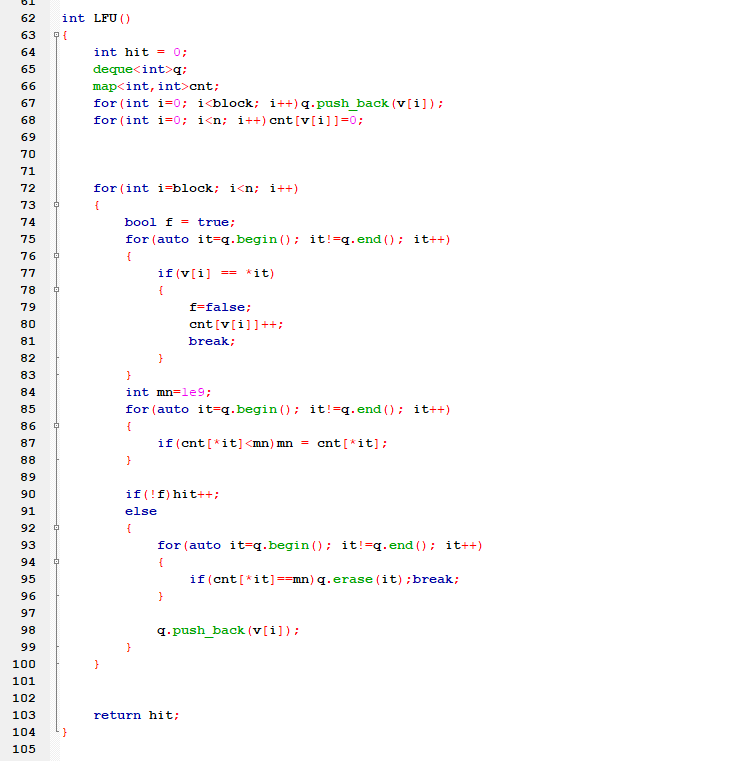 61
62 int LFU()
63 {
64     int hit = 0;
65     deque<int>q;
66     map<int,int>cnt;
67     for(int i=0; i<block; i++)q.push_back(v[i]);
68     for(int i=0; i<n; i++)cnt[v[i]]=0;
69
70
71
72     for(int i=block; i<n; i++)
73     {
74         bool f = true;
75         for(auto it=q.begin(); it!=q.end(); it++)
76         {
77             if(v[i] == *it)
78             {
79                 f=false;
80                 cnt[v[i]]++;
81                 break;
82             }
83         }
84         int mn=1e9;
85         for(auto it=q.begin(); it!=q.end(); it++)
86         {
87             if(cnt[*it]<mn)mn = cnt[*it];
88         }
89
90         if(!f)hit++;
91         else
92         {
93             for(auto it=q.begin(); it!=q.end(); it++)
94             {
95                 if(cnt[*it]==mn)q.erase(it);break;
96             }
97
98             q.push_back(v[i]);
99         }
100     }
101
102
103     return hit;
104 }
105